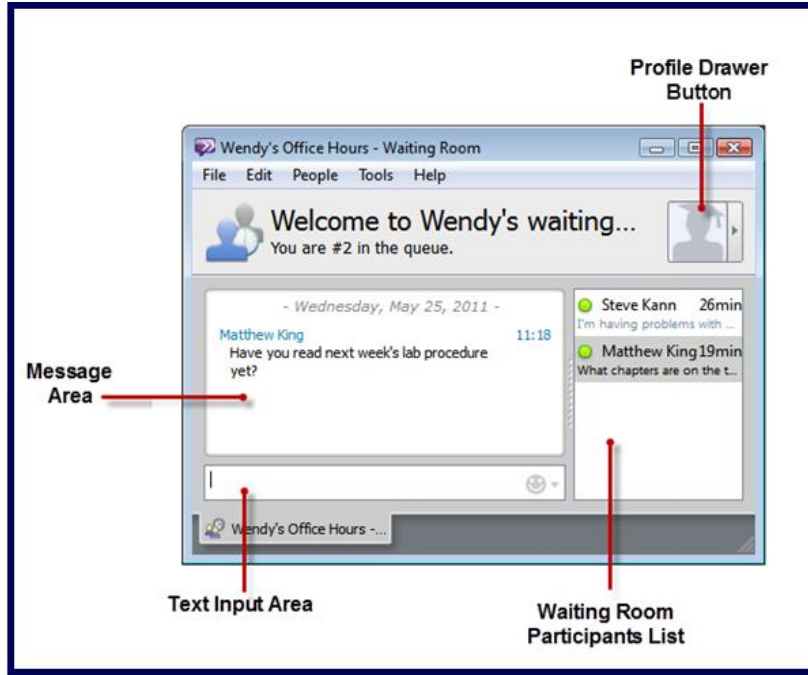 Profile Drawer
Button
Wendy's Office Hours - Waiting Room
File Edit People Tools Help
Welcome to Wendy's waiting...
You are #2 in the queue.
- Wednesday, May 25, 2011 -
Matthew King 11:18
Have you read next week's lab procedure
yet?
Steve Kann 26min
I'm having problems with ...
Matthew King 19min
What chapters are on the t...
Message
Area
Wendy's Office Hours -...
Text Input Area
Waiting Room
Participants List